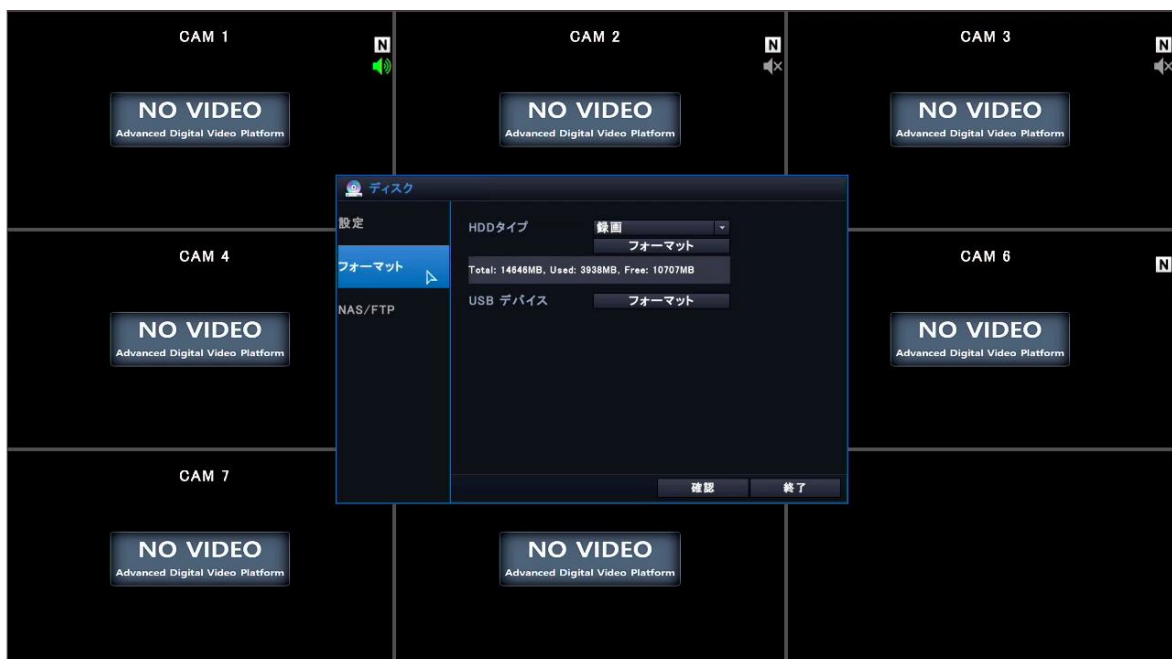 CAM 1
N
CAM 2
N
CAM 3
N
NO VIDEO
Advanced Digital Video Platform
NO VIDEO
Advanced Digital Video Platform
NO VIDEO
Advanced Digital Video Platform
ディスク
設定
フォーマット
NAS/FTP
HDDタイプ
録画
フォーマット
Total: 14646MB, Used: 3938MB, Free: 10707MB
USB デバイス
フォーマット
確認
終了
CAM 4
CAM 6
N
NO VIDEO
Advanced Digital Video Platform
NO VIDEO
Advanced Digital Video Platform
CAM 7
NO VIDEO
Advanced Digital Video Platform
NO VIDEO
Advanced Digital Video Platform